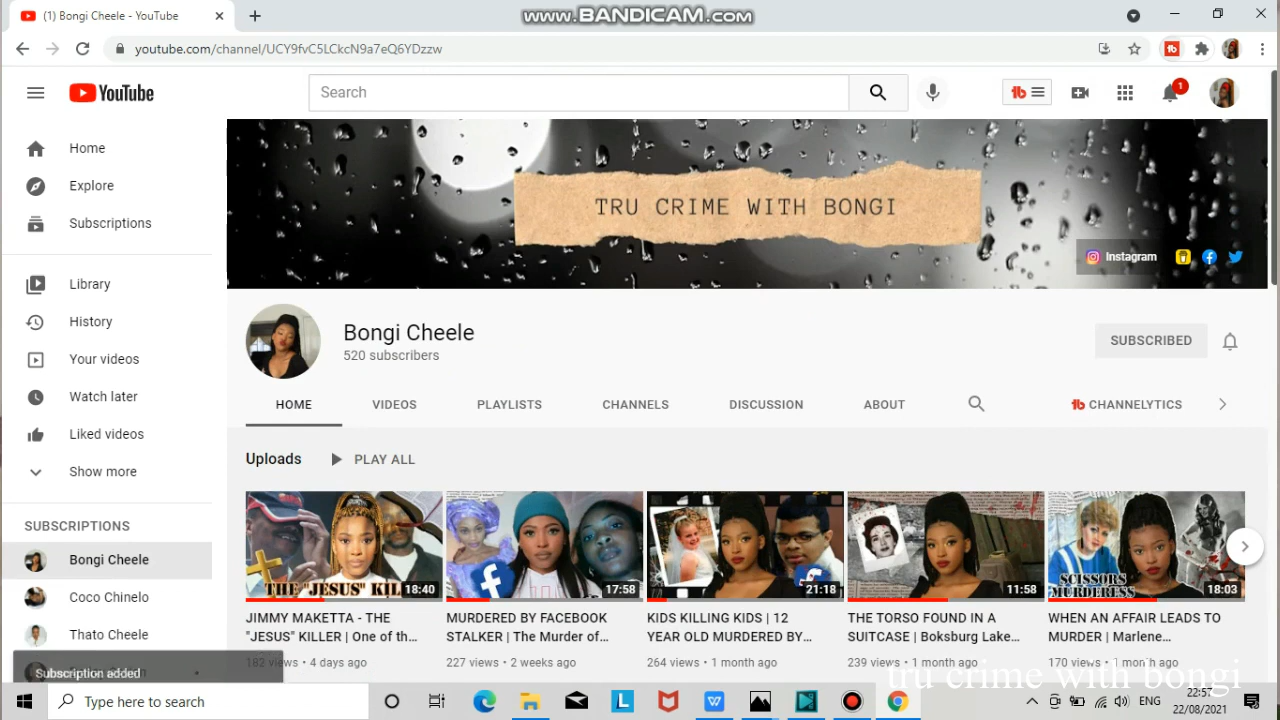 (1) Bongi Cheele - YouTube
www.BANDICAM.com
youtube.com/channel/UCY9fvC5LCkcN9a7eQ6YDzzw
YouTube
Search
1
Home
Explore
Subscriptions
Library
History
Your videos
Watch later
Liked videos
Show more
SUBSCRIPTIONS
Bongi Cheele
Coco Chinelo
Thato Cheele
Subscription added
TRU CRIME WITH BONGI
Instagram
Bongi Cheele
520 subscribers
SUBSCRIBED
HOME VIDEOS PLAYLISTS CHANNELS DISCUSSION ABOUT CHANNELYTICS
Uploads PLAY ALL
THE "JESUS" KIL
18:40
17:58
21:18
11:58
SCISSORS
MURDERESS
18:03
JIMMY MAKETTA - THE
"JESUS" KILLER | One of th...
182 views • 4 days ago
MURDERED BY FACEBOOK
STALKER | The Murder of...
227 views • 2 weeks ago
KIDS KILLING KIDS | 12
YEAR OLD MURDERED BY...
264 views • 1 month ago
THE TORSO FOUND IN A
SUITCASE | Boksburg Lake...
239 views • 1 month ago
WHEN AN AFFAIR LEADS TO
MURDER | Marlene...
170 views • 1 month ago
tru crime with bongi
Type here to search
ENG
22:57
22/08/2021